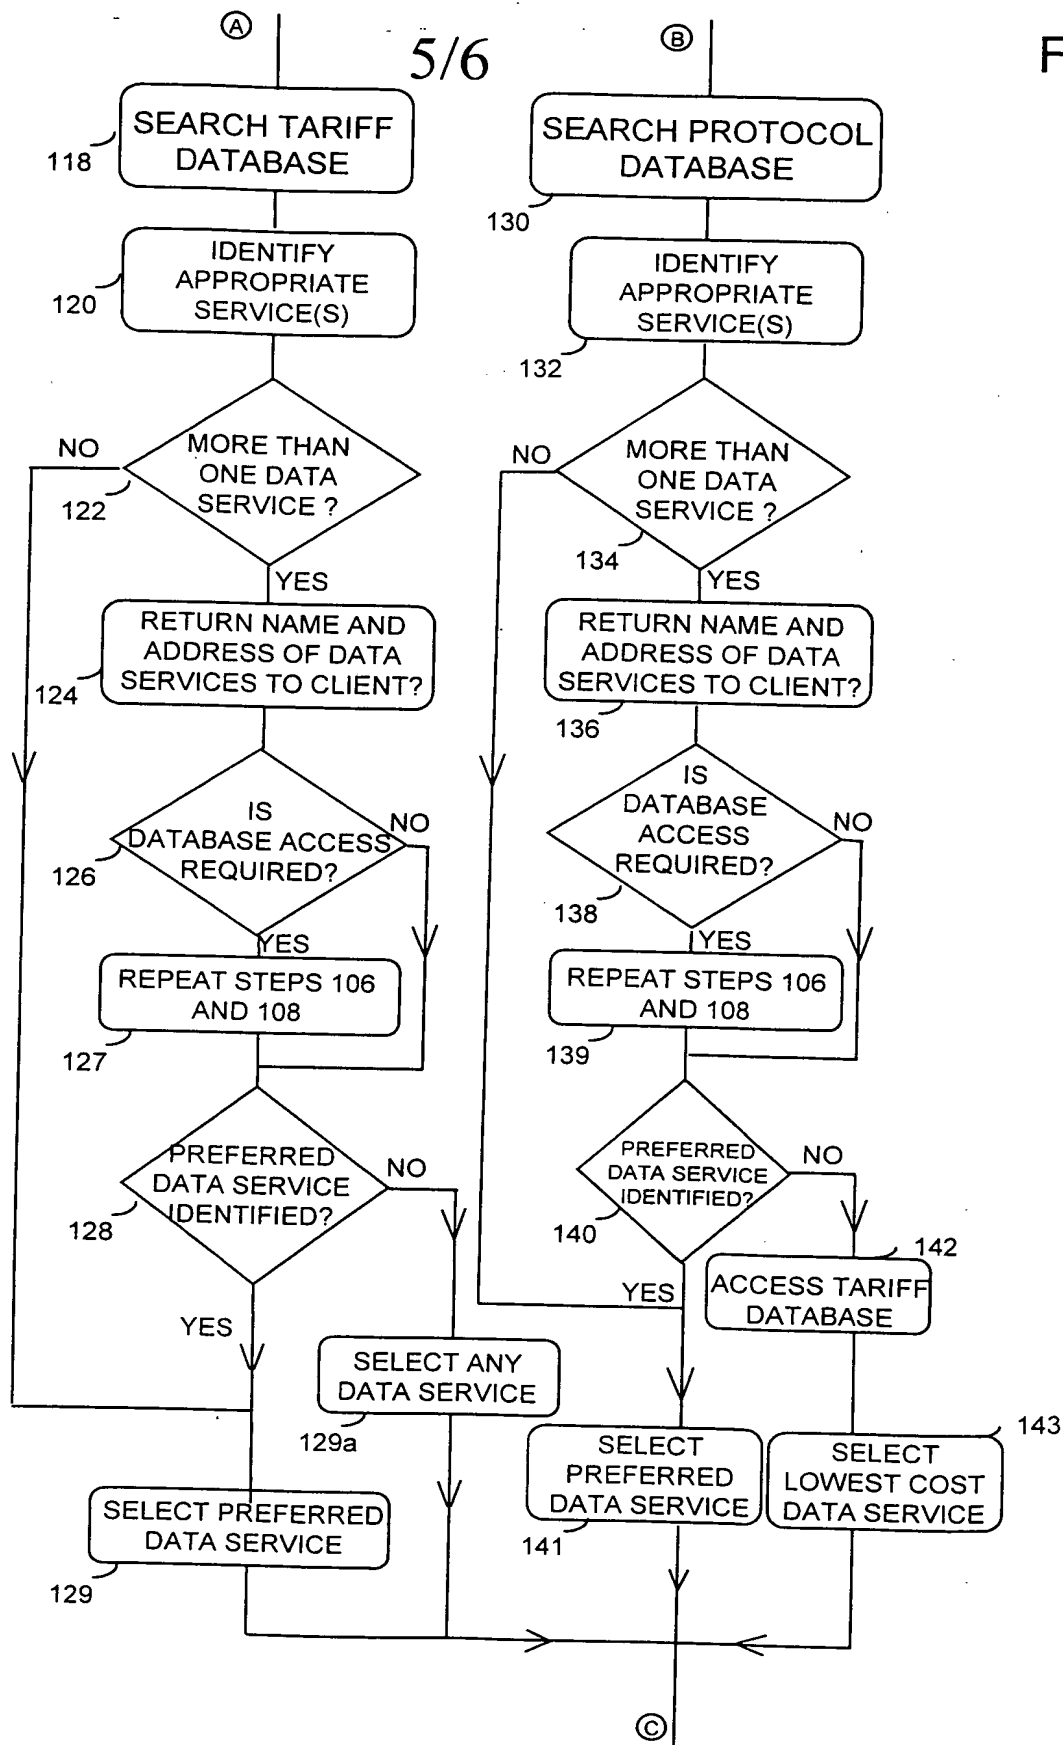 A
5/6
B
F
SEARCH TARIFF
DATABASE
118
IDENTIFY
APPROPRIATE
SERVICE(S)
120
NO
MORE THAN
ONE DATA
SERVICE ?
122
YES
RETURN NAME AND
ADDRESS OF DATA
SERVICES TO CLIENT?
124
IS
DATABASE ACCESS
REQUIRED?
NO
126
YES
REPEAT STEPS 106
AND 108
127
PREFERRED
DATA SERVICE
IDENTIFIED?
NO
128
YES
SELECT ANY
DATA SERVICE
129a
SELECT PREFERRED
DATA SERVICE
129
SEARCH PROTOCOL
DATABASE
130
IDENTIFY
APPROPRIATE
SERVICE(S)
132
NO
MORE THAN
ONE DATA
SERVICE ?
134
YES
RETURN NAME AND
ADDRESS OF DATA
SERVICES TO CLIENT?
136
IS
DATABASE
ACCESS
REQUIRED?
NO
138
YES
REPEAT STEPS 106
AND 108
139
PREFERRED
DATA SERVICE
IDENTIFIED?
NO
140
142
YES
ACCESS TARIFF
DATABASE
143
SELECT
PREFERRED
DATA SERVICE
141
SELECT
LOWEST COST
DATA SERVICE
C